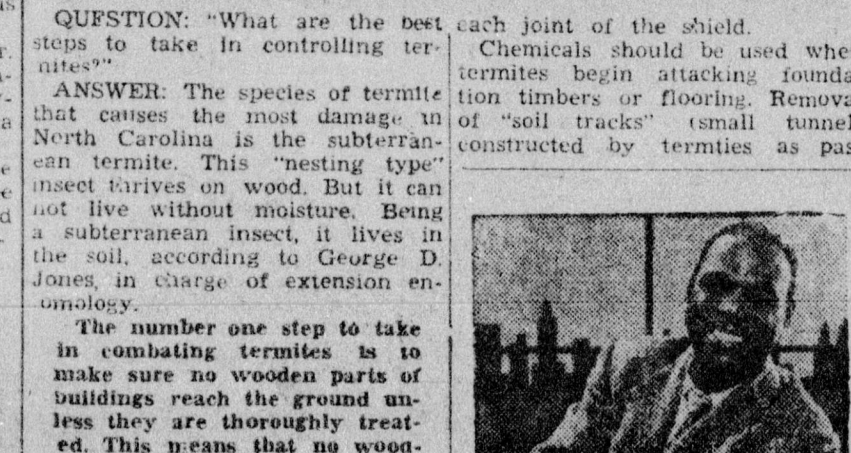 QUESTION: "What are the best
steps to take in controlling ter-
mites?"
ANSWER: The species of termite
that causes the most damage in
North Carolina is the subterran-
ean termite. This "nesting type"
insect thrives on wood. But it can
not live without moisture. Being
a subterranean insect, it lives in
the soil, according to George D.
Jones, in charge of extension en-
omology.
The number one step to take
in combating termites is to
make sure no wooden parts of
buildings reach the ground un-
less they are thoroughly treat-
ed. This means that no wood-
each joint of the shield.
Chemicals should be used whe
termites begin attacking founda
tion timbers or flooring. Remova
of "soil tracks" (small tunnel
constructed by termties as pas